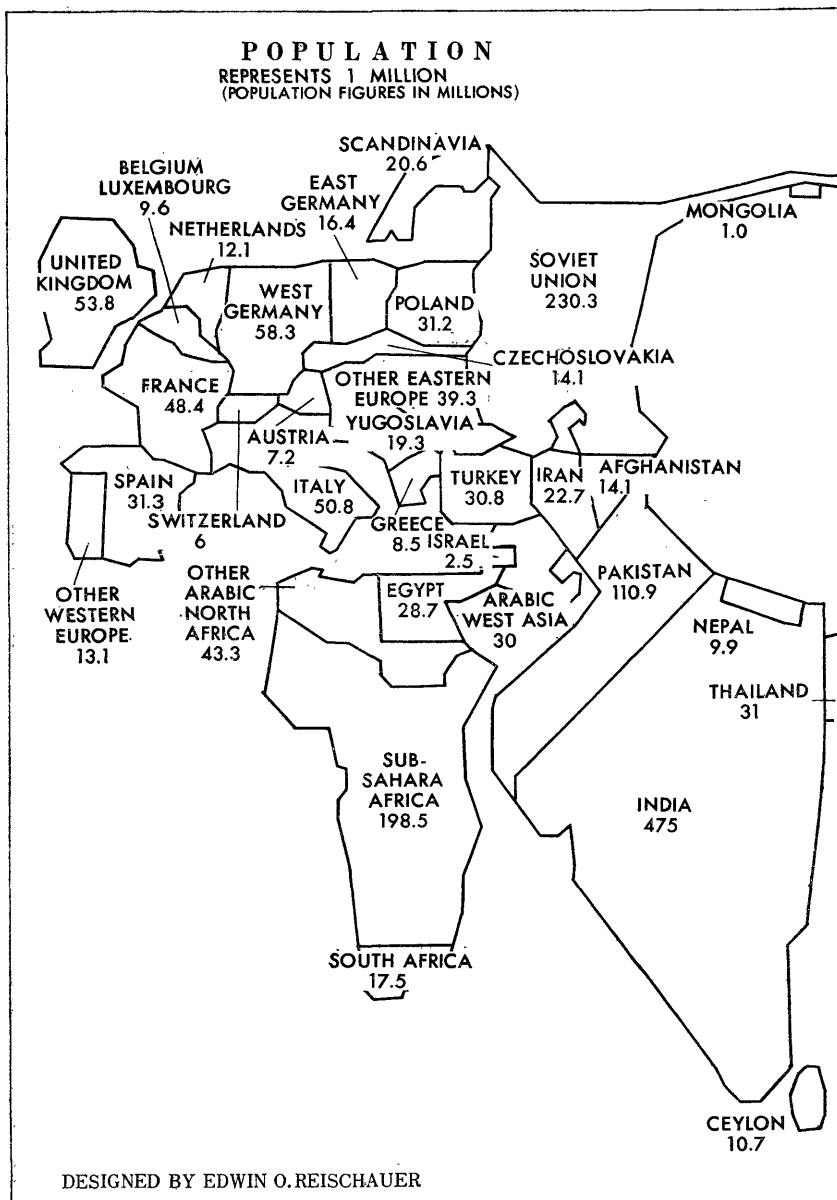 POPULATION
REPRESENTS 1 MILLION
(POPULATION FIGURES IN MILLIONS)
SCANDINAVIA
20.6
BELGIUM
LUXEMBOURG
9.6
EAST
GERMANY
16.4
NETHERLANDS
12.1
MONGOLIA
1.0
UNITED
KINGDOM
53.8
WEST
GERMANY
58.3
POLAND
31.2
SOVIET
UNION
230.3
CZECHOSLOVAKIA
14.1
FRANCE
48.4
OTHER EASTERN
EUROPE 39.3
YUGOSLAVIA
19.3
AUSTRIA
7.2
SPAIN
31.3
SWITZERLAND
6
ITALY
50.8
GREECE
8.5
TURKEY
30.8
IRAN
22.7
AFGHANISTAN
14.1
ISRAEL
2.5
OTHER
WESTERN
EUROPE
13.1
OTHER
ARABIC
NORTH
AFRICA
43.3
EGYPT
28.7
ARABIC
WEST ASIA
30
PAKISTAN
110.9
NEPAL
9.9
THAILAND
31
SUB-
SAHARA
AFRICA
198.5
INDIA
475
SOUTH AFRICA
17.5
CEYLON
10.7
DESIGNED BY EDWIN O. REISCHAUER